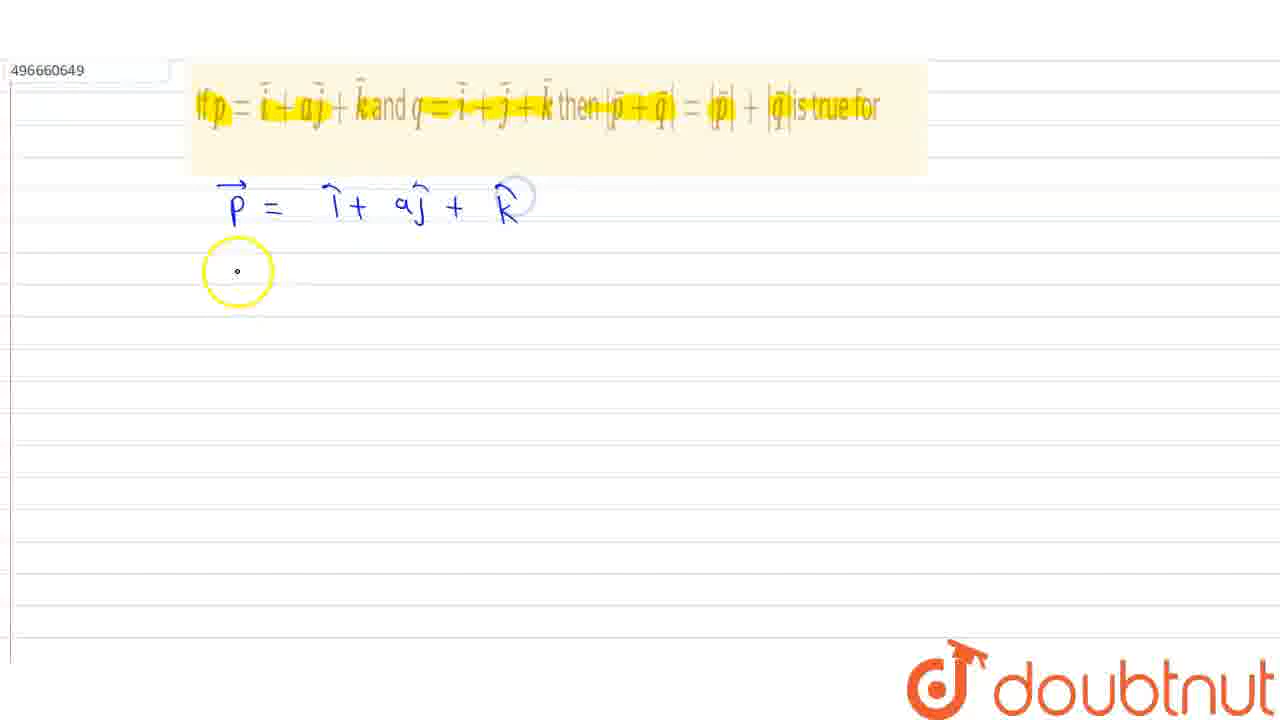 496660649
If p = i + aj + k and q = i + j + k then |p̄ + q̄| = |p̄| + |q̄| is true for
p = i + aj + k
doubtnut